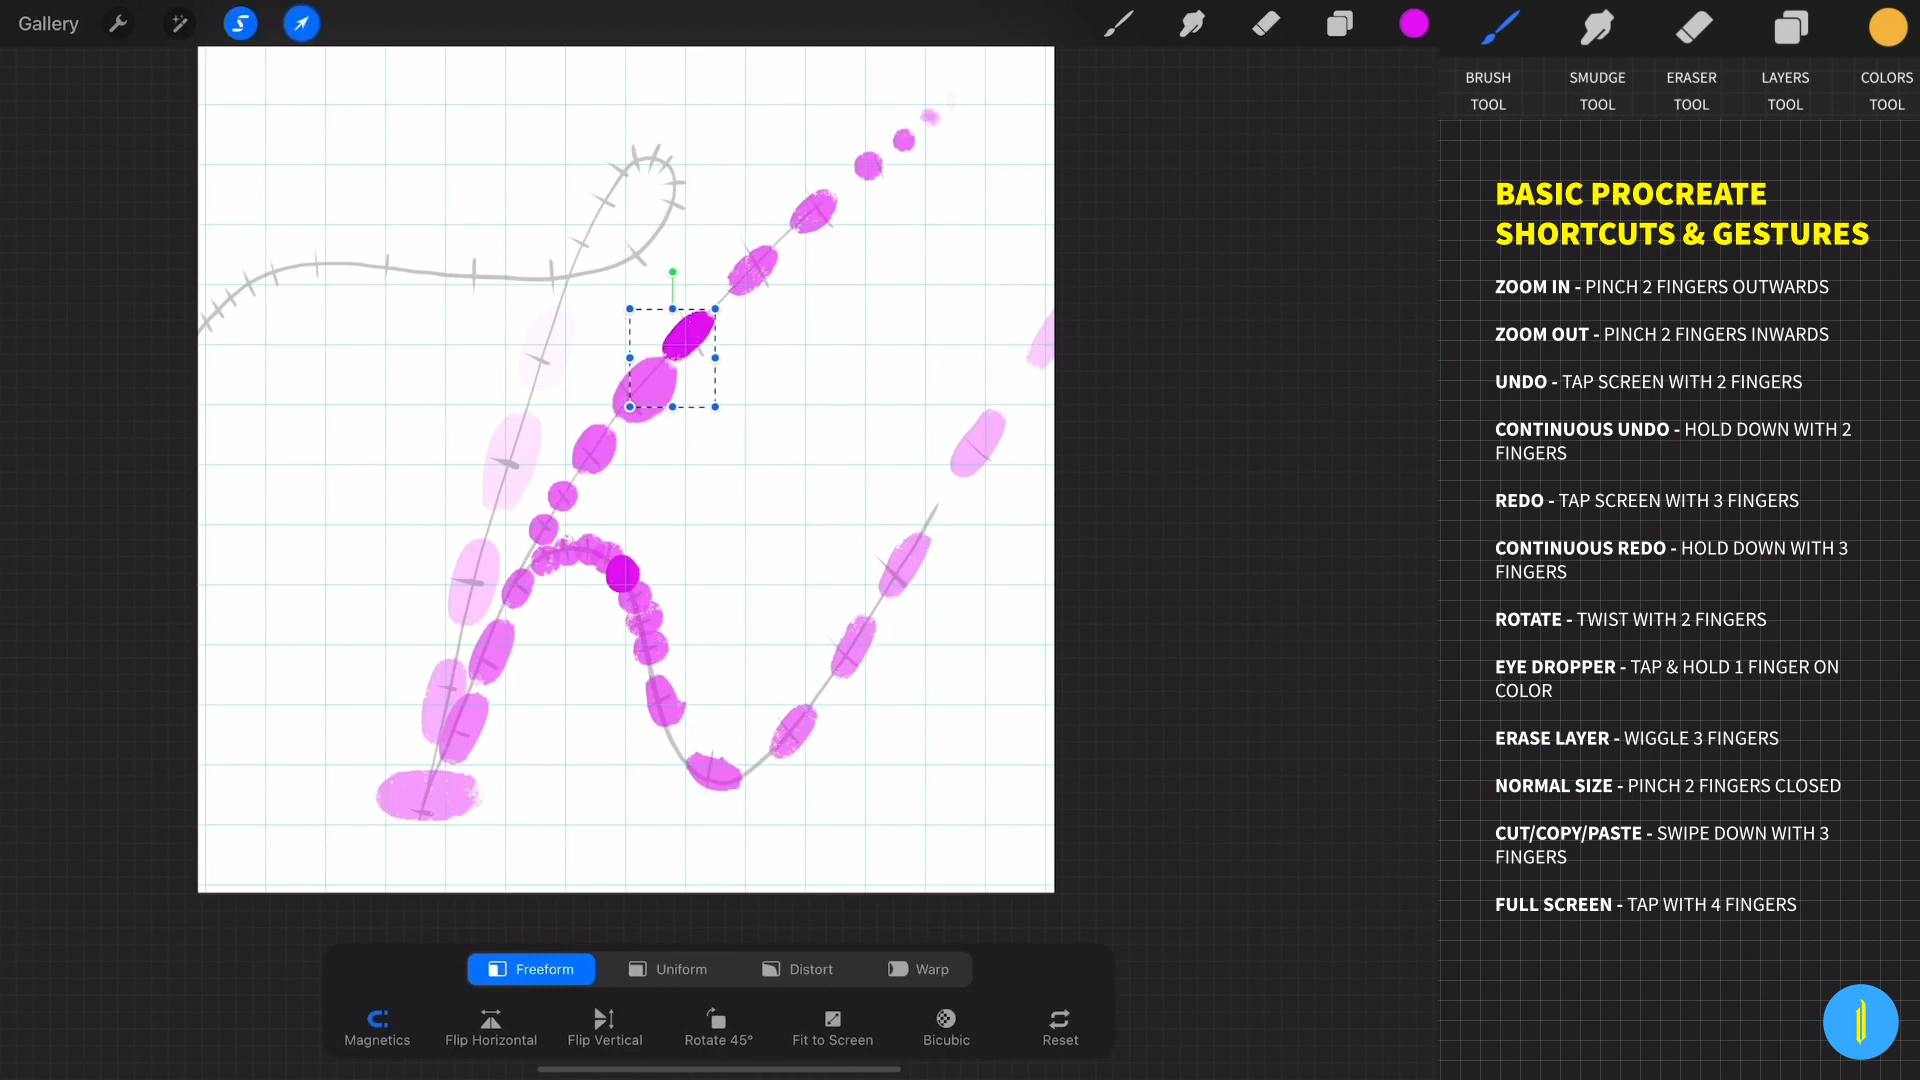 Gallery
BRUSH TOOL
SMUDGE TOOL
ERASER TOOL
LAYERS TOOL
COLORS TOOL
BASIC PROCREATE
SHORTCUTS & GESTURES
ZOOM IN - PINCH 2 FINGERS OUTWARDS
ZOOM OUT - PINCH 2 FINGERS INWARDS
UNDO - TAP SCREEN WITH 2 FINGERS
CONTINUOUS UNDO - HOLD DOWN WITH 2
FINGERS
REDO - TAP SCREEN WITH 3 FINGERS
CONTINUOUS REDO - HOLD DOWN WITH 3
FINGERS
ROTATE - TWIST WITH 2 FINGERS
EYE DROPPER - TAP & HOLD 1 FINGER ON
COLOR
ERASE LAYER - WIGGLE 3 FINGERS
NORMAL SIZE - PINCH 2 FINGERS CLOSED
CUT/COPY/PASTE - SWIPE DOWN WITH 3
FINGERS
FULL SCREEN - TAP WITH 4 FINGERS
Freeform Uniform Distort Warp
Magnetics Flip Horizontal Flip Vertical Rotate 45° Fit to Screen Bicubic Reset